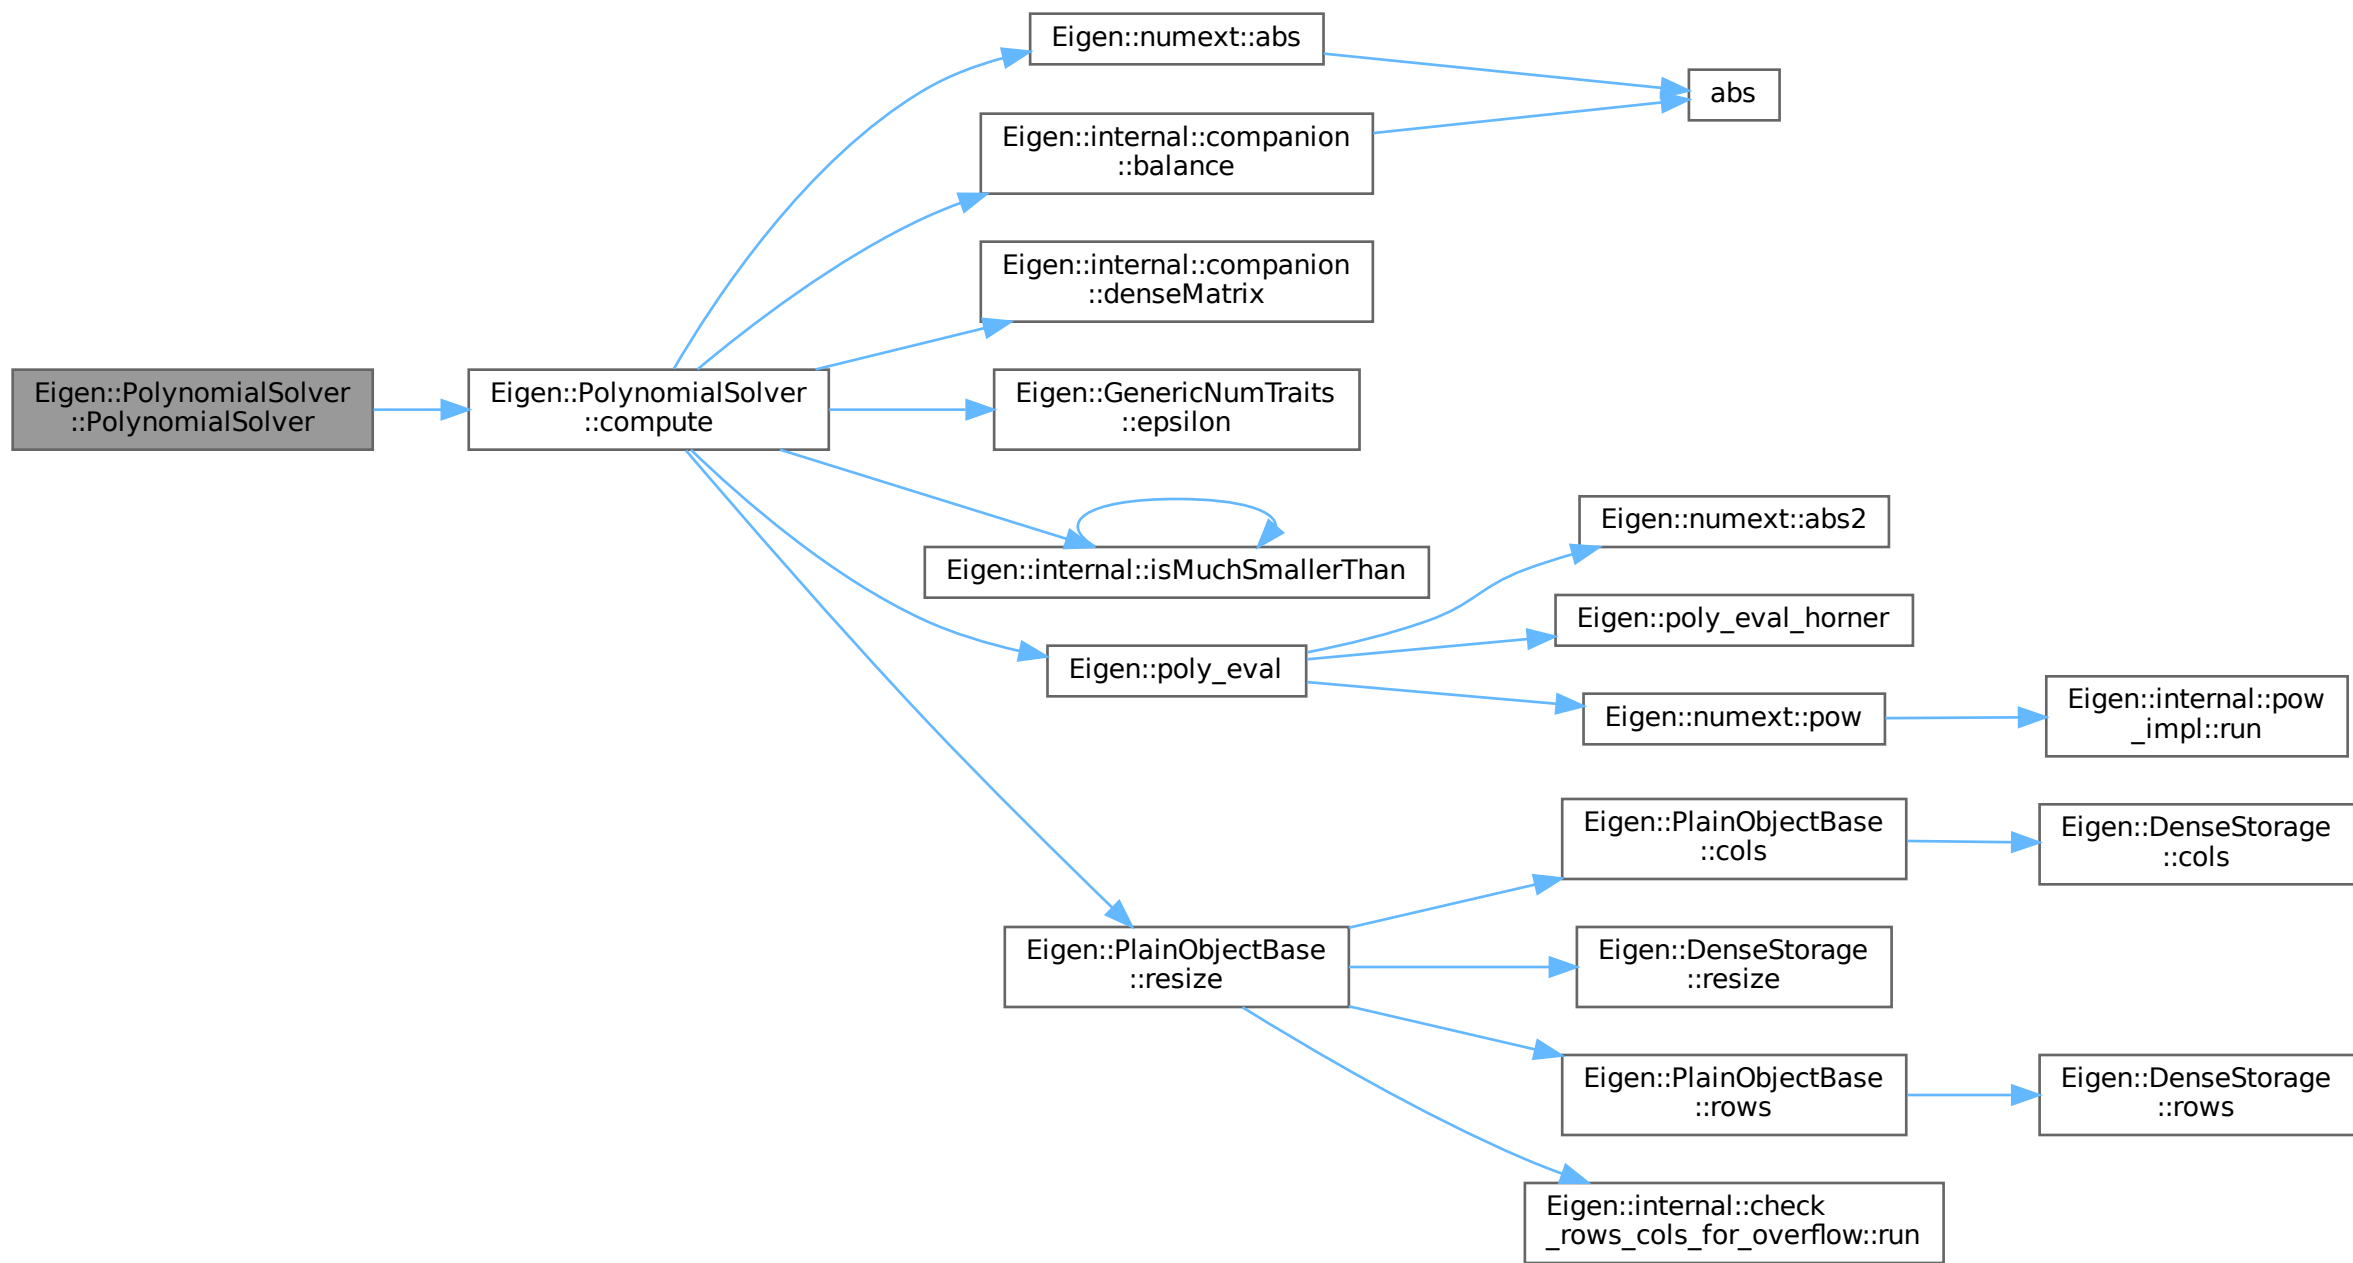 Eigen::PolynomialSolver
::PolynomialSolver
Eigen::PolynomialSolver
::compute
Eigen::numext::abs
abs
Eigen::internal::companion
::balance
Eigen::internal::companion
::denseMatrix
Eigen::GenericNumTraits
::epsilon
Eigen::internal::isMuchSmallerThan
Eigen::poly_eval
Eigen::numext::abs2
Eigen::poly_eval_horner
Eigen::numext::pow
Eigen::internal::pow
_impl::run
Eigen::PlainObjectBase
::resize
Eigen::PlainObjectBase
::cols
Eigen::DenseStorage
::cols
Eigen::DenseStorage
::resize
Eigen::PlainObjectBase
::rows
Eigen::DenseStorage
::rows
Eigen::internal::check
_rows_cols_for_overflow::run